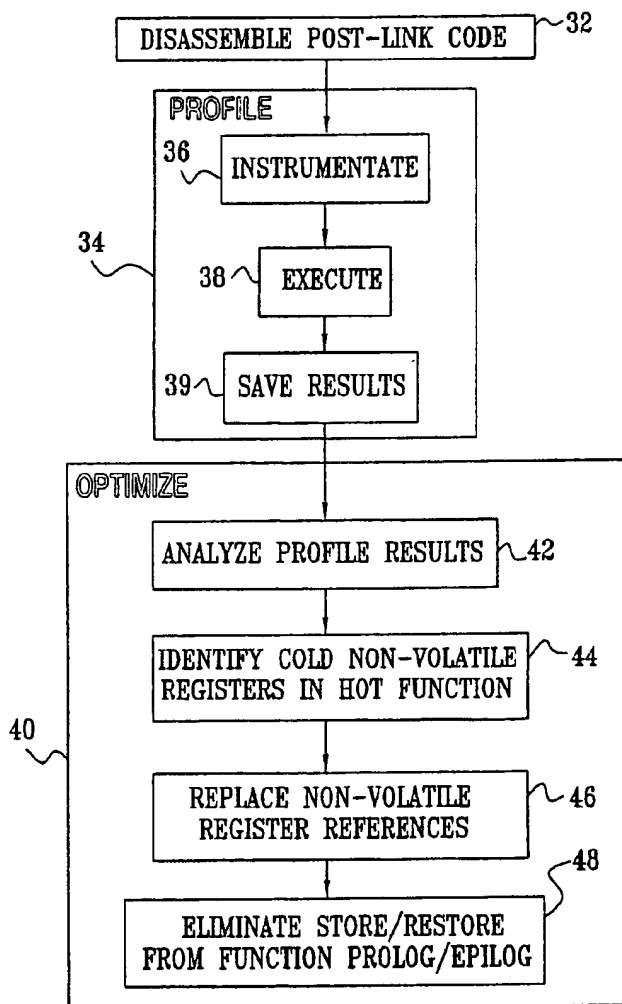 DISASSEMBLE POST-LINK CODE
32
PROFILE
36
INSTRUMENTATE
34
38
EXECUTE
39
SAVE RESULTS
OPTIMIZE
ANALYZE PROFILE RESULTS
42
IDENTIFY COLD NON-VOLATILE
REGISTERS IN HOT FUNCTION
44
40
REPLACE NON-VOLATILE
REGISTER REFERENCES
46
48
ELIMINATE STORE/RESTORE
FROM FUNCTION PROLOG/EPILOG